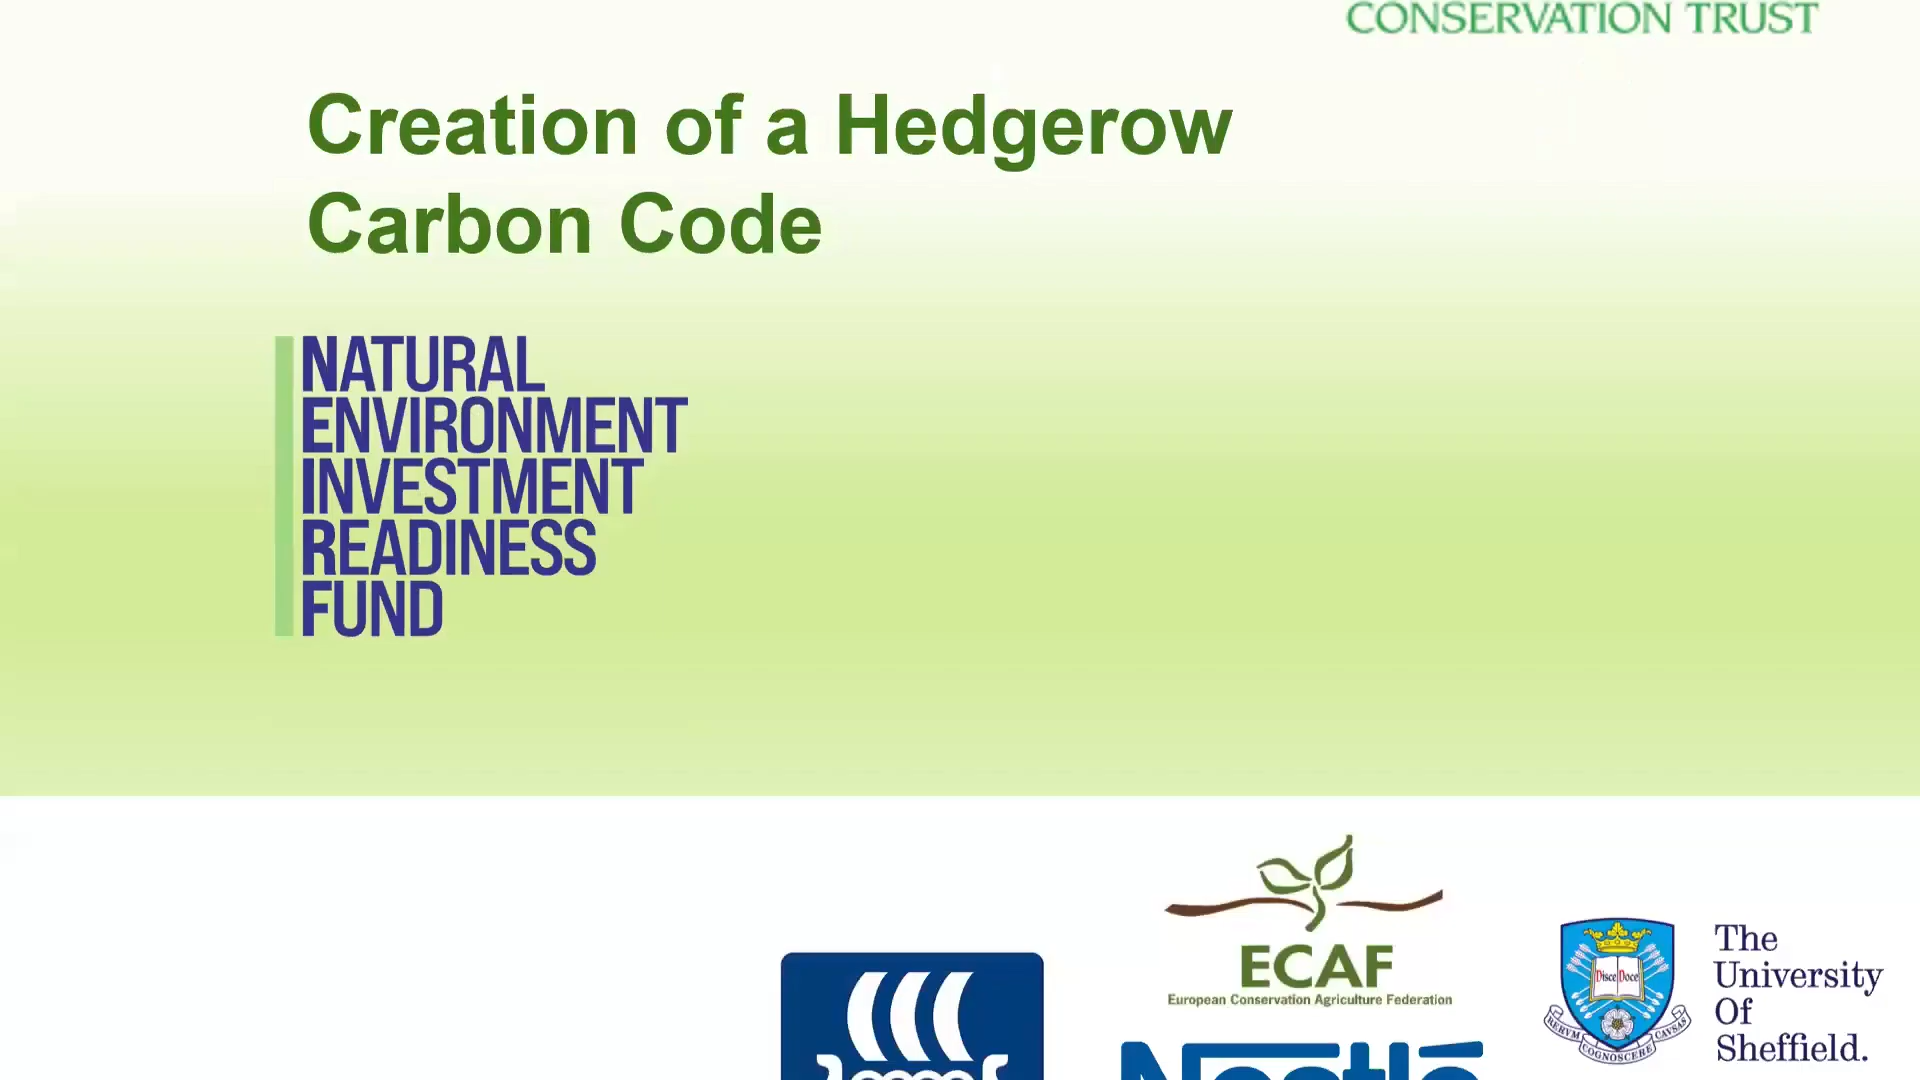 CONSERVATION TRUST
Creation of a Hedgerow
Carbon Code
NATURAL
ENVIRONMENT
INVESTMENT
READINESS
FUND
ECAF
European Conservation Agriculture Federation
Nestlé
Disce Doce
RERVM COGNOSCERE CAVSAS
The
University
Of
Sheffield.